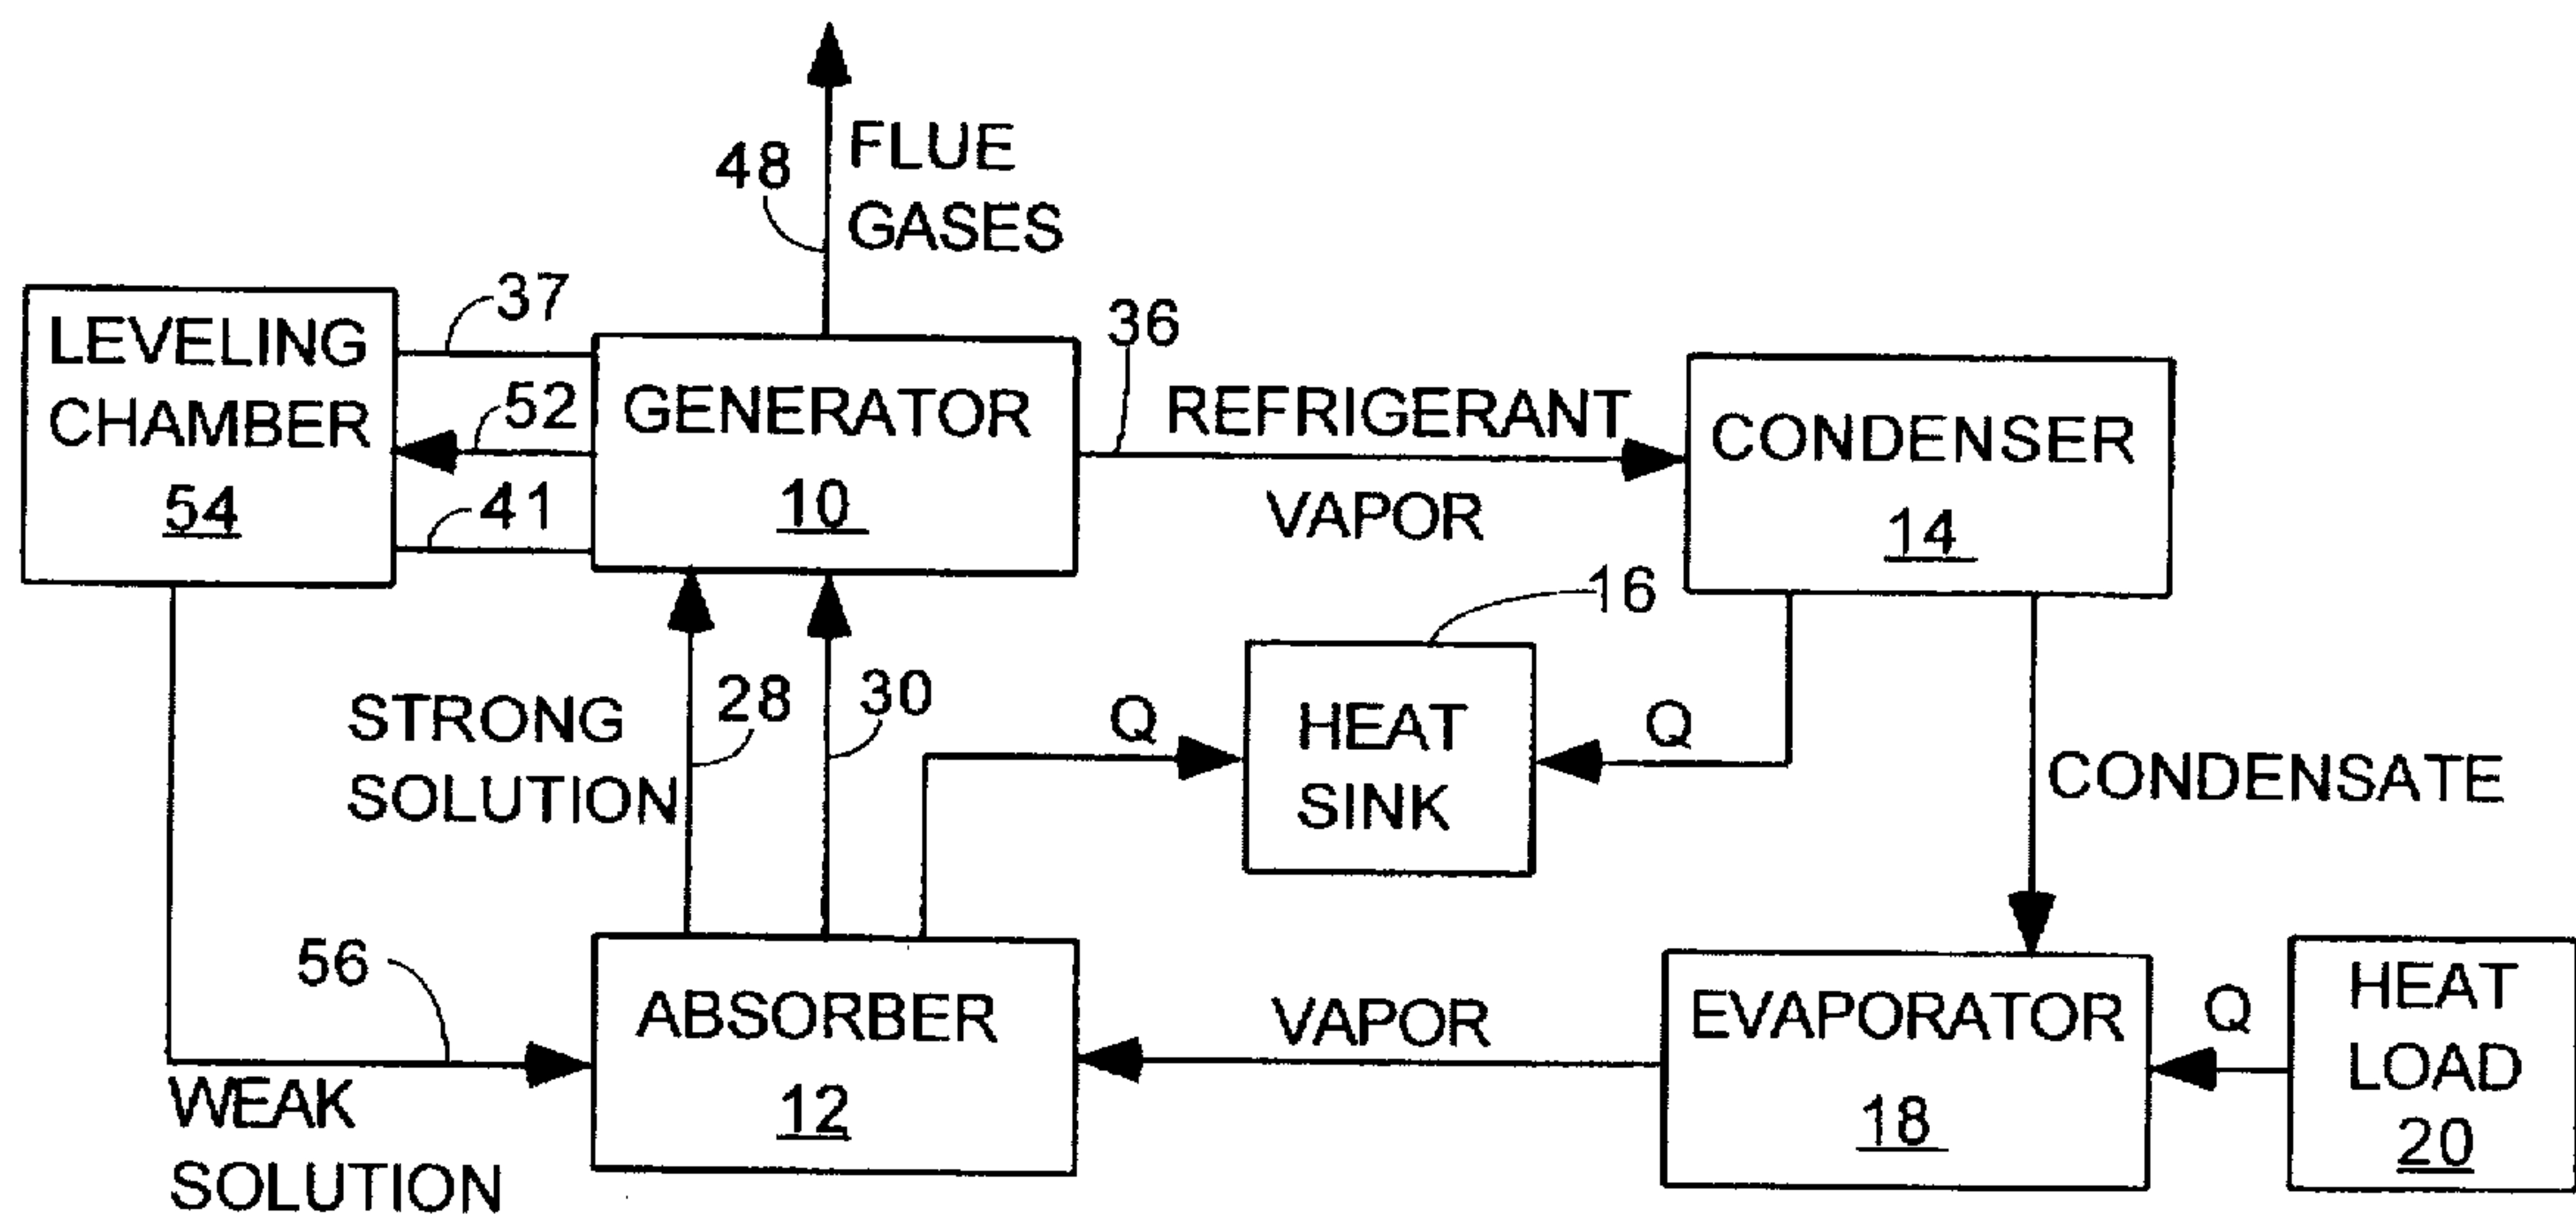 48
FLUE
GASES
LEVELING
CHAMBER
54
37
52
41
GENERATOR
10
36
REFRIGERANT
VAPOR
CONDENSER
14
16
STRONG
SOLUTION
28
30
Q
HEAT
SINK
Q
CONDENSATE
56
WEAK
SOLUTION
ABSORBER
12
VAPOR
EVAPORATOR
18
Q
HEAT
LOAD
20